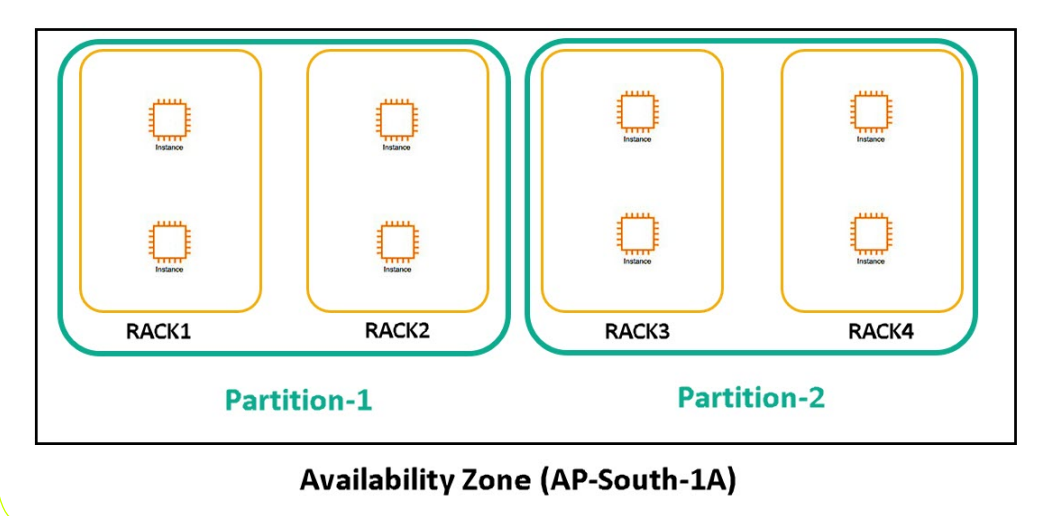 Instance
Instance
Instance
Instance
Instance
Instance
Instance
Instance
RACK1
RACK2
RACK3
RACK4
Partition-1
Partition-2
Availability Zone (AP-South-1A)